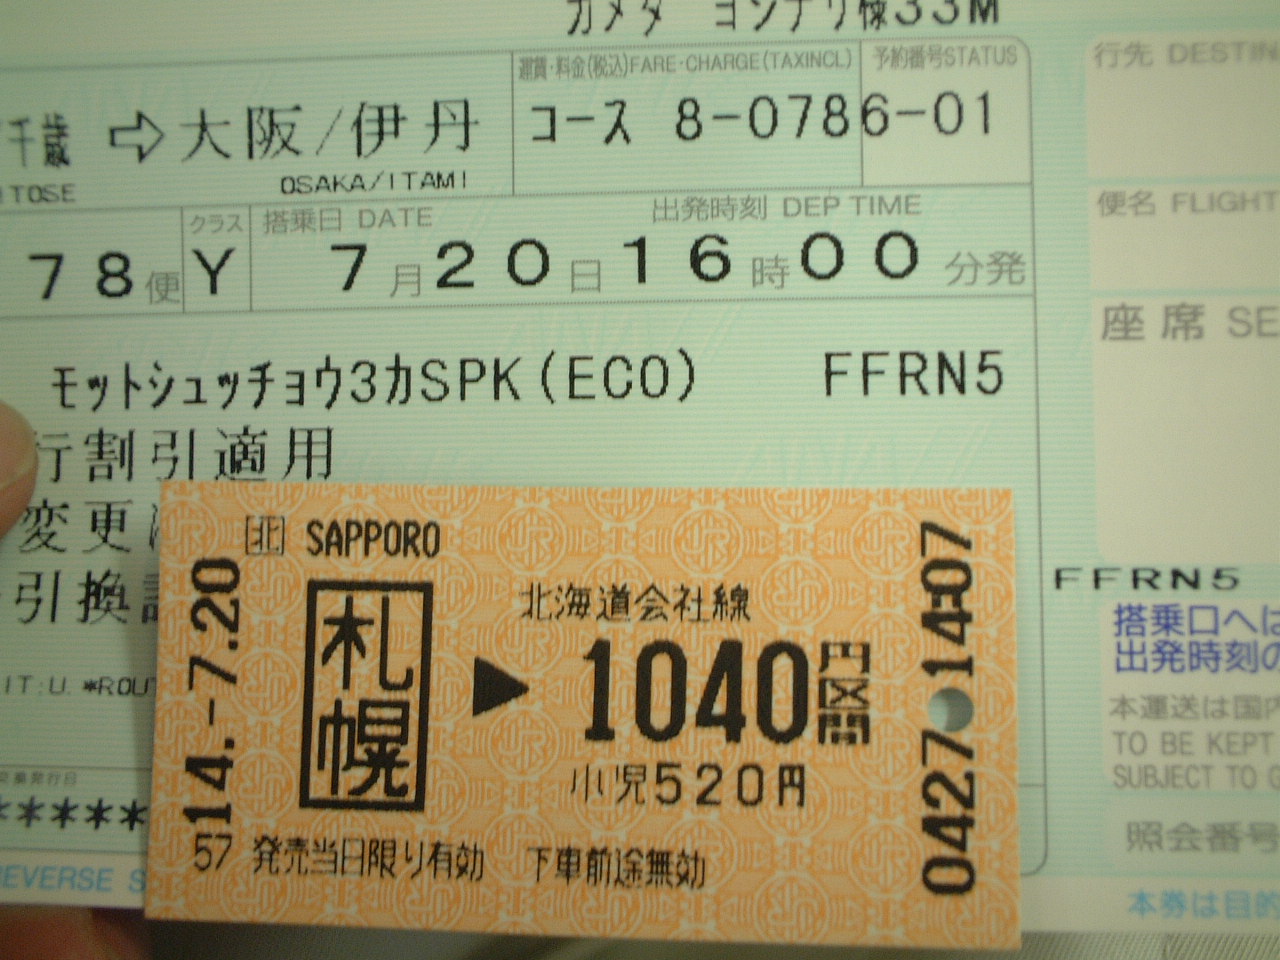 カメダ ヨシナリ様33M
運賃・料金(税込)FARE・CHARGE(TAXINCL) 予約番号STATUS
行先 DESTIN
千歳 ⇨ 大阪/伊丹 コース 8-0786-01
TOSE OSAKA/ITAMI
クラス 搭乗日 DATE 出発時刻 DEP TIME
便名 FLIGHT
78便 Y 7月20日16時00分発
座席 SE
モットシュッチョウ3カSPK(ECO) FFRN5
行割引適用
変更
引換
FFRN5
IT:U. *ROUT
搭乗口へは
出発時刻の
本運送は国内
TO BE KEPT
SUBJECT TO
*****
照会番号
REVERSE S
本券は目的
北 SAPPORO
14.-7.20
札幌 ▶ 1040円区間
北海道会社線
小児520円
57 発売当日限り有効 下車前途無効
0427 14:07